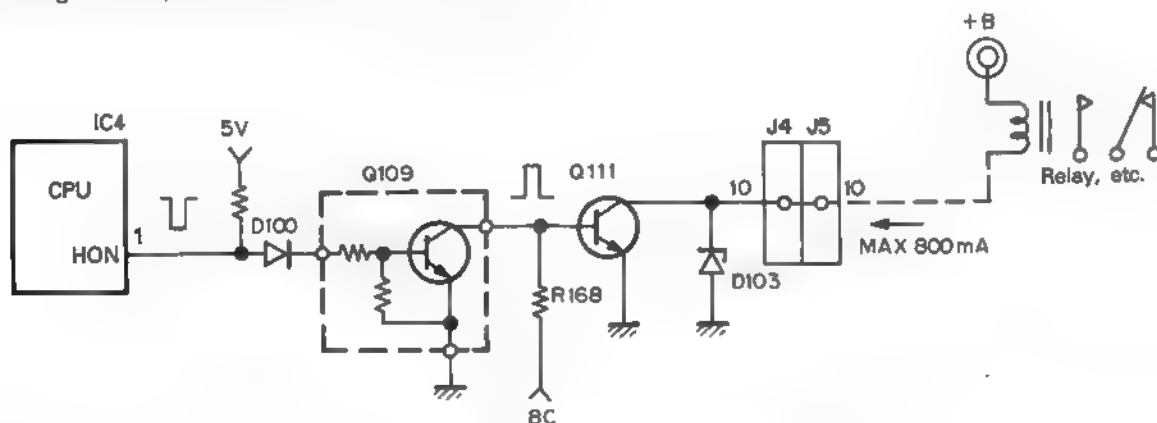 +B
IC4
5V
J4 J5
CPU
Q109
Q111
10
10
Relay, etc.
1
D100
HON
MAX 800mA
R168
D103
8C